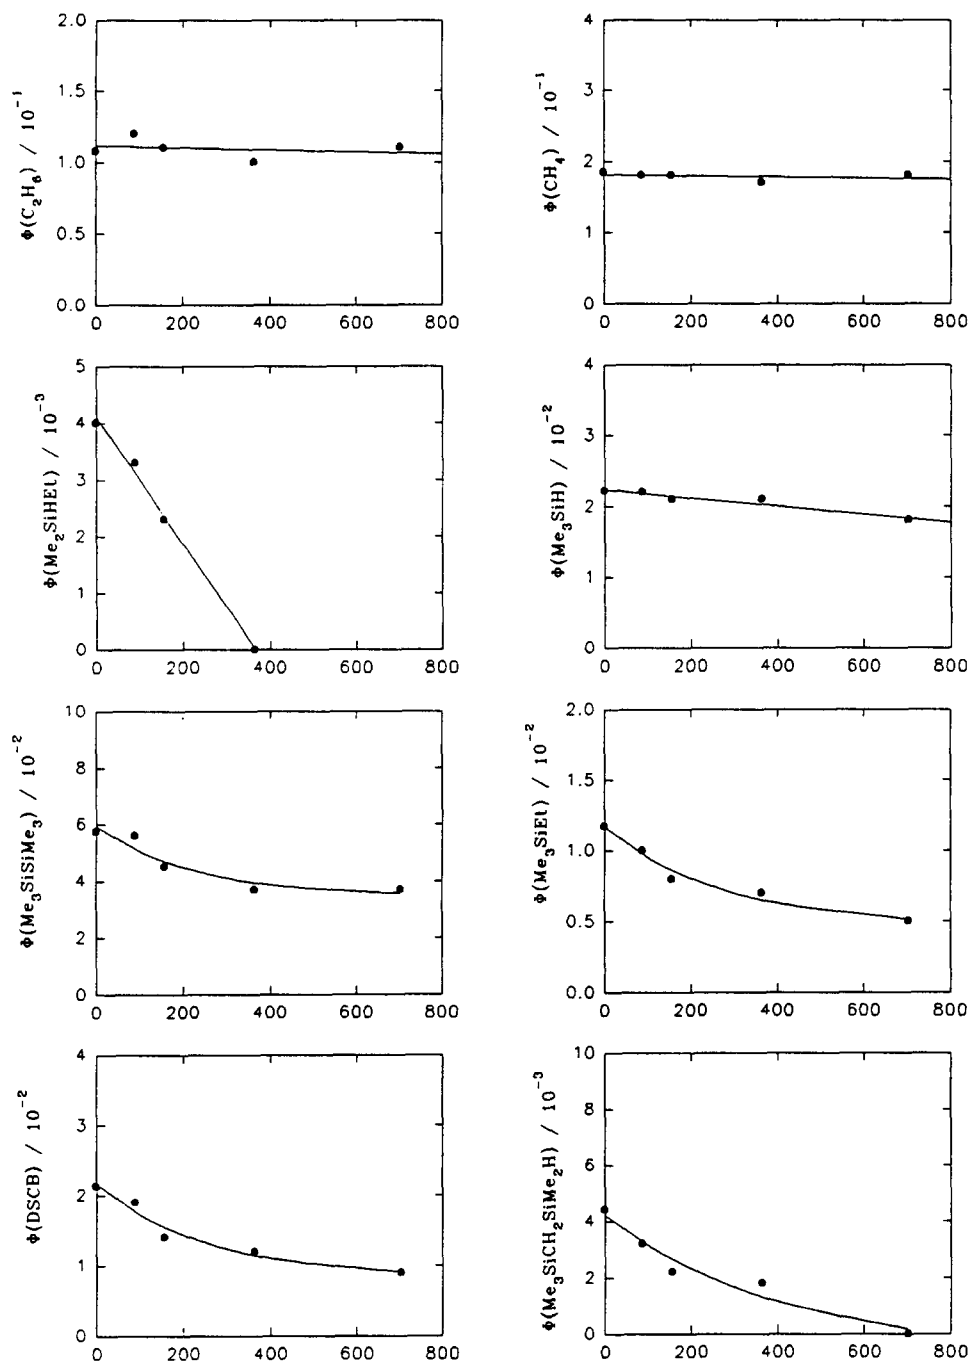 2.0
1.5
1.0
0.5
0.0
Φ(C₂H₆) / 10⁻¹
0 200 400 600 800
4
3
2
1
0
Φ(CH₄) / 10⁻¹
0 200 400 600 800
5
4
3
2
1
0
Φ(Me₂SiHEt) / 10⁻³
0 200 400 600 800
4
3
2
1
0
Φ(Me₃SiH) / 10⁻²
0 200 400 600 800
10
8
6
4
2
0
Φ(Me₃SiSiMe₃) / 10⁻²
0 200 400 600 800
2.0
1.5
1.0
0.5
0.0
Φ(Me₃SiEt) / 10⁻²
0 200 400 600 800
4
3
2
1
0
Φ(DSCB) / 10⁻²
0 200 400 600 800
10
8
6
4
2
0
Φ(Me₃SiCH₂SiMe₂H) / 10⁻³
0 200 400 600 800